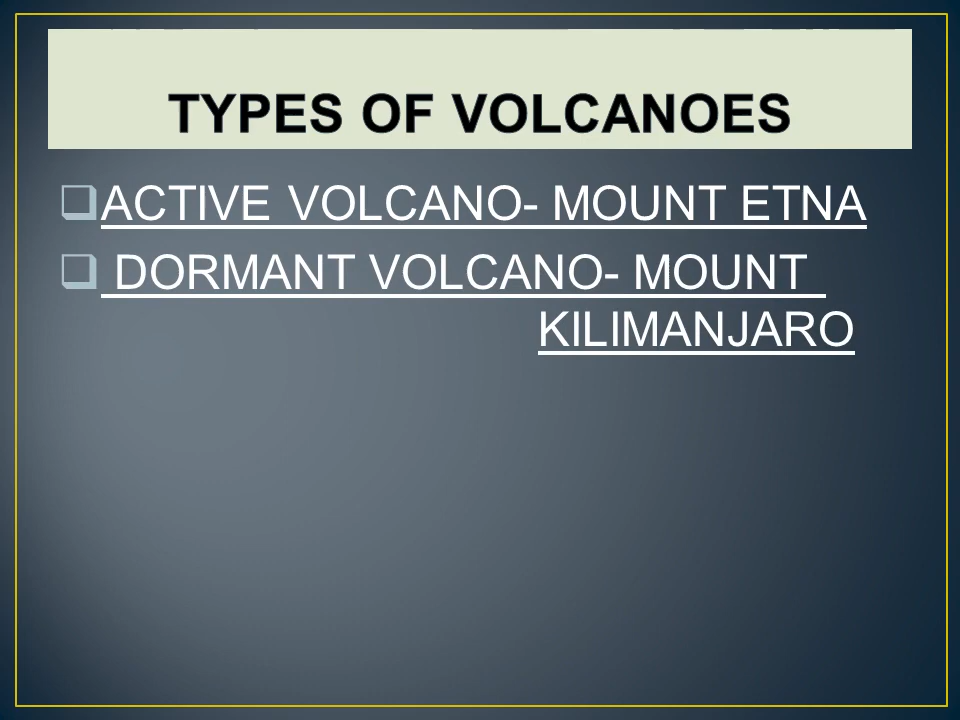 TYPES OF VOLCANOES
ACTIVE VOLCANO- MOUNT ETNA
DORMANT VOLCANO- MOUNT
KILIMANJARO